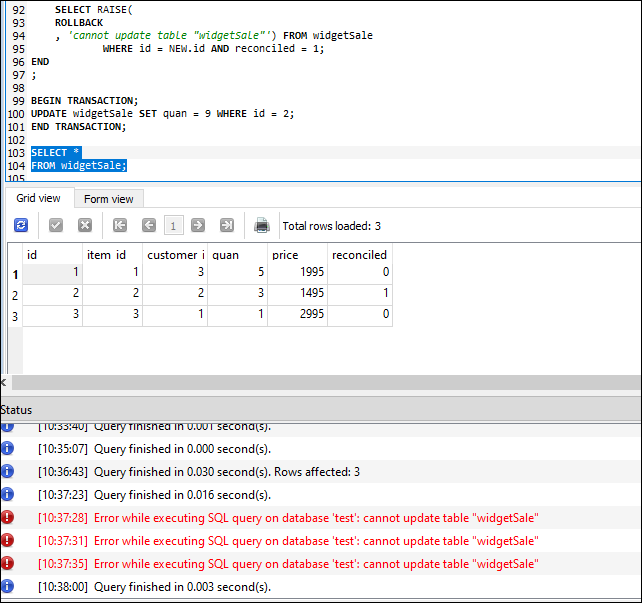 92 SELECT RAISE(
93 ROLLBACK
94 , 'cannot update table "widgetSale"') FROM widgetSale
95 WHERE id = NEW.id AND reconciled = 1;
96 END
97 ;
98
99 BEGIN TRANSACTION;
100 UPDATE widgetSale SET quan = 9 WHERE id = 2;
101 END TRANSACTION;
102
103 SELECT *
104 FROM widgetSale;
105
Grid view Form view
1 Total rows loaded: 3
id item_id customer_i quan price reconciled
1 1 1 3 5 1995 0
2 2 2 2 3 1495 1
3 3 3 1 1 2995 0
Status
[10:33:40] Query finished in 0.001 second(s).
[10:35:07] Query finished in 0.000 second(s).
[10:36:43] Query finished in 0.030 second(s). Rows affected: 3
[10:37:23] Query finished in 0.016 second(s).
[10:37:28] Error while executing SQL query on database 'test': cannot update table "widgetSale"
[10:37:31] Error while executing SQL query on database 'test': cannot update table "widgetSale"
[10:37:35] Error while executing SQL query on database 'test': cannot update table "widgetSale"
[10:38:00] Query finished in 0.003 second(s).